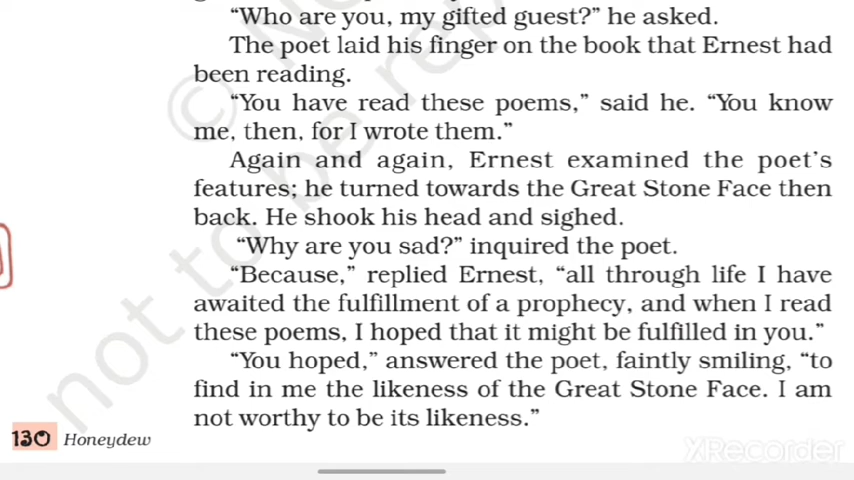 "Who are you, my gifted guest?" he asked.
The poet laid his finger on the book that Ernest had
been reading.
"You have read these poems," said he. "You know
me, then, for I wrote them."
Again and again, Ernest examined the poet's
features; he turned towards the Great Stone Face then
back. He shook his head and sighed.
"Why are you sad?" inquired the poet.
"Because," replied Ernest, "all through life I have
awaited the fulfillment of a prophecy, and when I read
these poems, I hoped that it might be fulfilled in you."
"You hoped," answered the poet, faintly smiling, "to
find in me the likeness of the Great Stone Face. I am
not worthy to be its likeness."
130 Honeydew
©
not to be rep
XRecorder